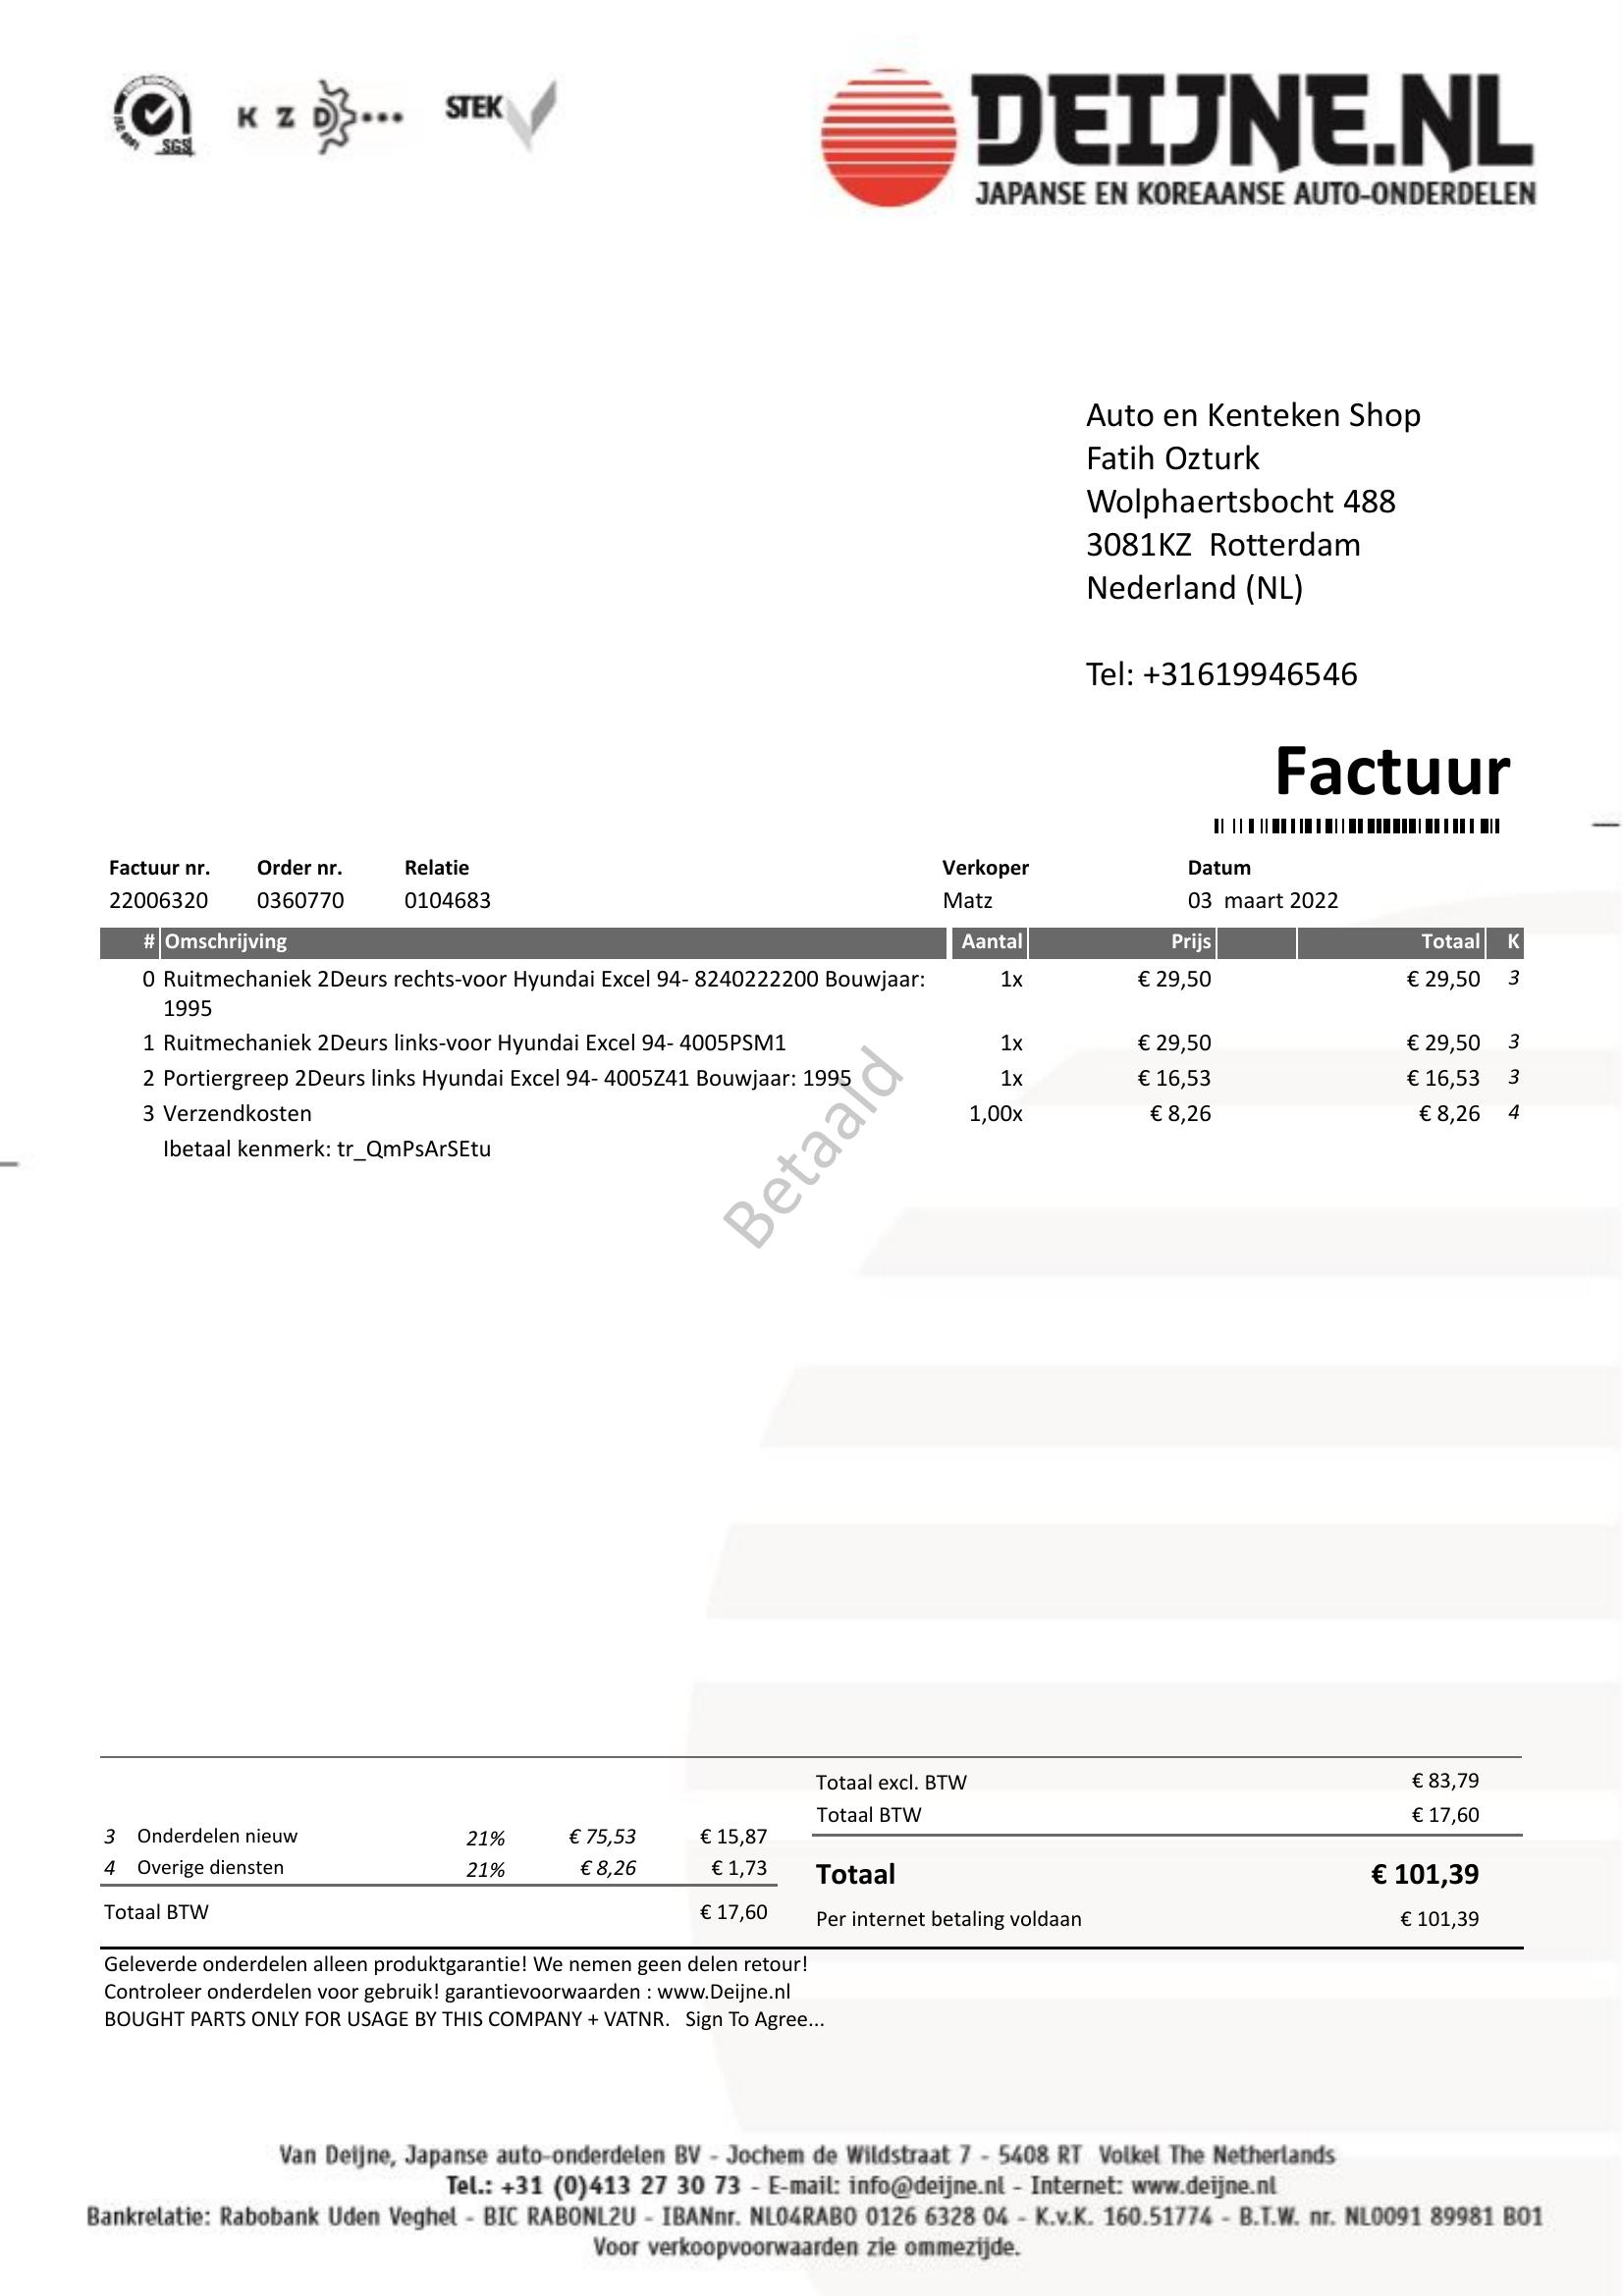 SGS
K Z D
STEK
DEIJNE.NL
JAPANSE EN KOREAANSE AUTO-ONDERDELEN
Auto en Kenteken Shop
Fatih Ozturk
Wolphaertsbocht 488
3081KZ  Rotterdam
Nederland (NL)
Tel: +31619946546
Factuur
Factuur nr. Order nr. Relatie Verkoper Datum
22006320 0360770 0104683 Matz 03  maart 2022
# Omschrijving Aantal Prijs Totaal K
0 Ruitmechaniek 2Deurs rechts-voor Hyundai Excel 94- 8240222200 Bouwjaar: 1x € 29,50 € 29,50 3
1995
1 Ruitmechaniek 2Deurs links-voor Hyundai Excel 94- 4005PSM1 1x € 29,50 € 29,50 3
2 Portiergreep 2Deurs links Hyundai Excel 94- 4005Z41 Bouwjaar: 1995 1x € 16,53 € 16,53 3
3 Verzendkosten 1,00x € 8,26 € 8,26 4
Ibetaal kenmerk: tr_QmPsArSEtu
Betaald
Totaal excl. BTW € 83,79
Totaal BTW € 17,60
3 Onderdelen nieuw 21% € 75,53 € 15,87
4 Overige diensten 21% € 8,26 € 1,73
Totaal € 101,39
Totaal BTW € 17,60
Per internet betaling voldaan € 101,39
Geleverde onderdelen alleen produktgarantie! We nemen geen delen retour!
Controleer onderdelen voor gebruik! garantievoorwaarden : www.Deijne.nl
BOUGHT PARTS ONLY FOR USAGE BY THIS COMPANY + VATNR.   Sign To Agree...
Van Deijne, Japanse auto-onderdelen BV - Jochem de Wildstraat 7 - 5408 RT  Volkel The Netherlands
Tel.: +31 (0)413 27 30 73 - E-mail: info@deijne.nl - Internet: www.deijne.nl
Bankrelatie: Rabobank Uden Veghel - BIC RABONL2U - IBANnr. NL04RABO 0126 6328 04 - K.v.K. 160.51774 - B.T.W. nr. NL0091 89981 B01
Voor verkoopvoorwaarden zie ommezijde.